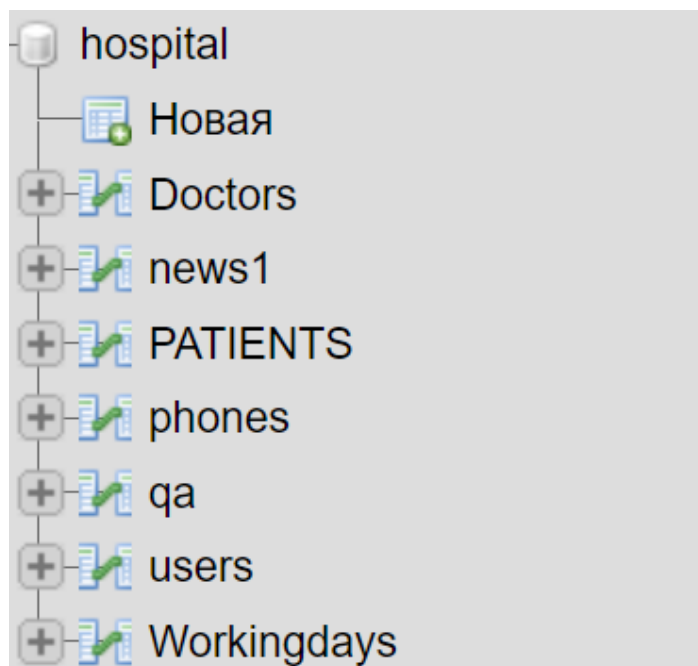 hospital
Новая
Doctors
news1
PATIENTS
phones
qa
users
Workingdays